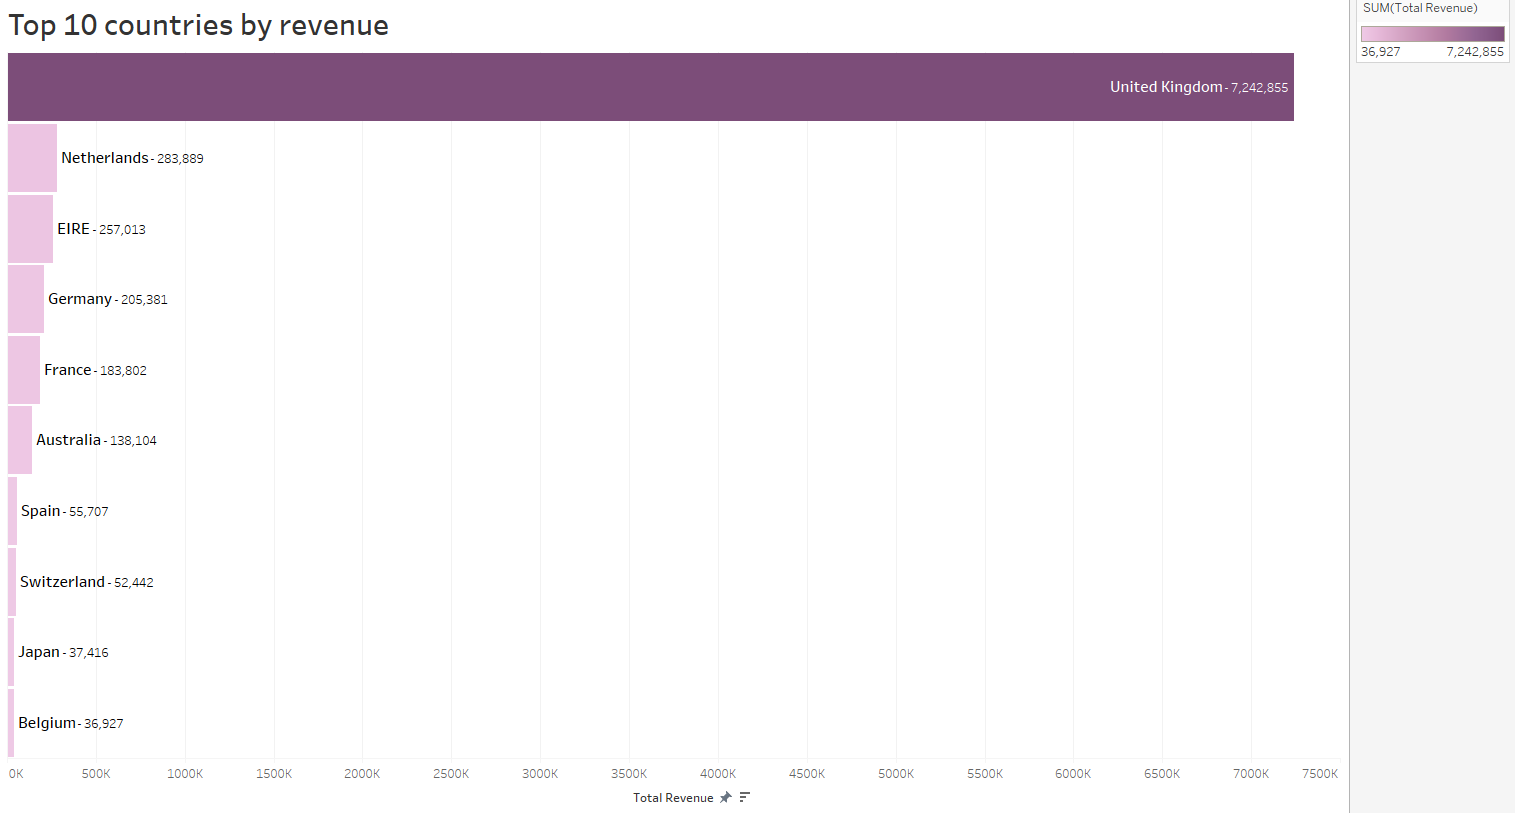 Top 10 countries by revenue
United Kingdom - 7,242,855
Netherlands - 283,889
EIRE - 257,013
Germany - 205,381
France - 183,802
Australia - 138,104
Spain - 55,707
Switzerland - 52,442
Japan - 37,416
Belgium - 36,927
0K 500K 1000K 1500K 2000K 2500K 3000K 3500K 4000K 4500K 5000K 5500K 6000K 6500K 7000K 7500K
Total Revenue
SUM(Total Revenue)
36,927 7,242,855